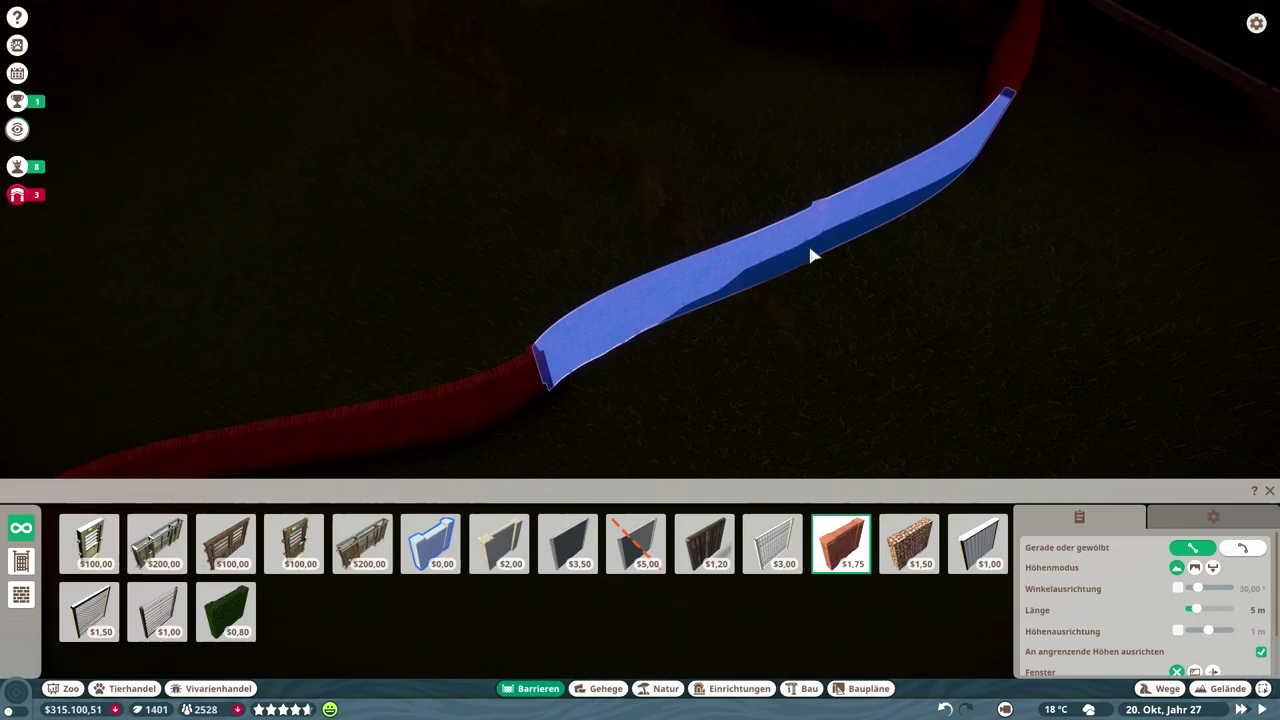 ?
1
8
3
? ✕
$100,00 $200,00 $100,00 $100,00 $200,00 $0,00 $2,00 $3,50 $5,00 $1,20 $3,00 $1,75 $1,50 $1,00
$1,50 $1,00 $0,80
Gerade oder gewölbt
Höhenmodus
Winkelausrichtung 30,00 °
Länge 5 m
Höhenausrichtung 1 m
An angrenzende Höhen ausrichten
Fenster
Zoo Tierhandel Vivarienhandel Barrieren Gehege Natur Einrichtungen Bau Baupläne Wege Gelände
$315.100,51 1401 2528 18 °C 20. Okt, Jahr 27